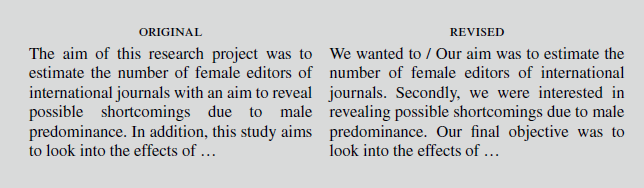 ORIGINAL
The aim of this research project was to
estimate the number of female editors of
international journals with an aim to reveal
possible shortcomings due to male
predominance. In addition, this study aims
to look into the effects of …
REVISED
We wanted to / Our aim was to estimate the
number of female editors of international
journals. Secondly, we were interested in
revealing possible shortcomings due to male
predominance. Our final objective was to
look into the effects of …